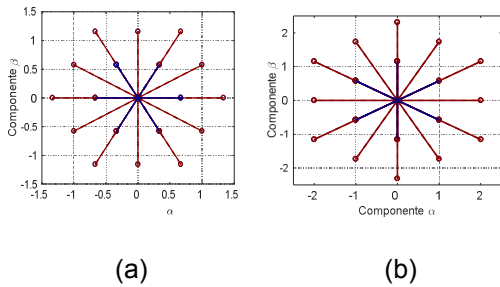 1.5
1
0.5
0
-0.5
-1
-1.5
Componente β
-1.5 -1 -0.5 0 0.5 1 1.5
α
(a)
2
1
0
-1
-2
Componente β
-2 -1 0 1 2
Componente α
(b)